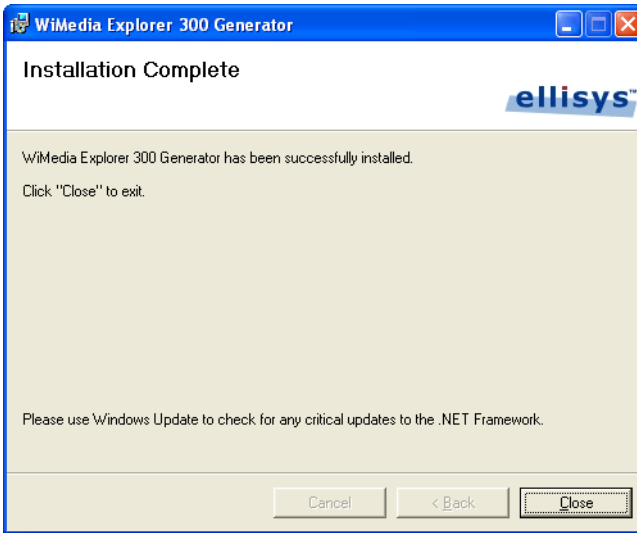 WiMedia Explorer 300 Generator
Installation Complete
ellisys™
WiMedia Explorer 300 Generator has been successfully installed.
Click "Close" to exit.
Please use Windows Update to check for any critical updates to the .NET Framework.
Cancel
< Back
Close